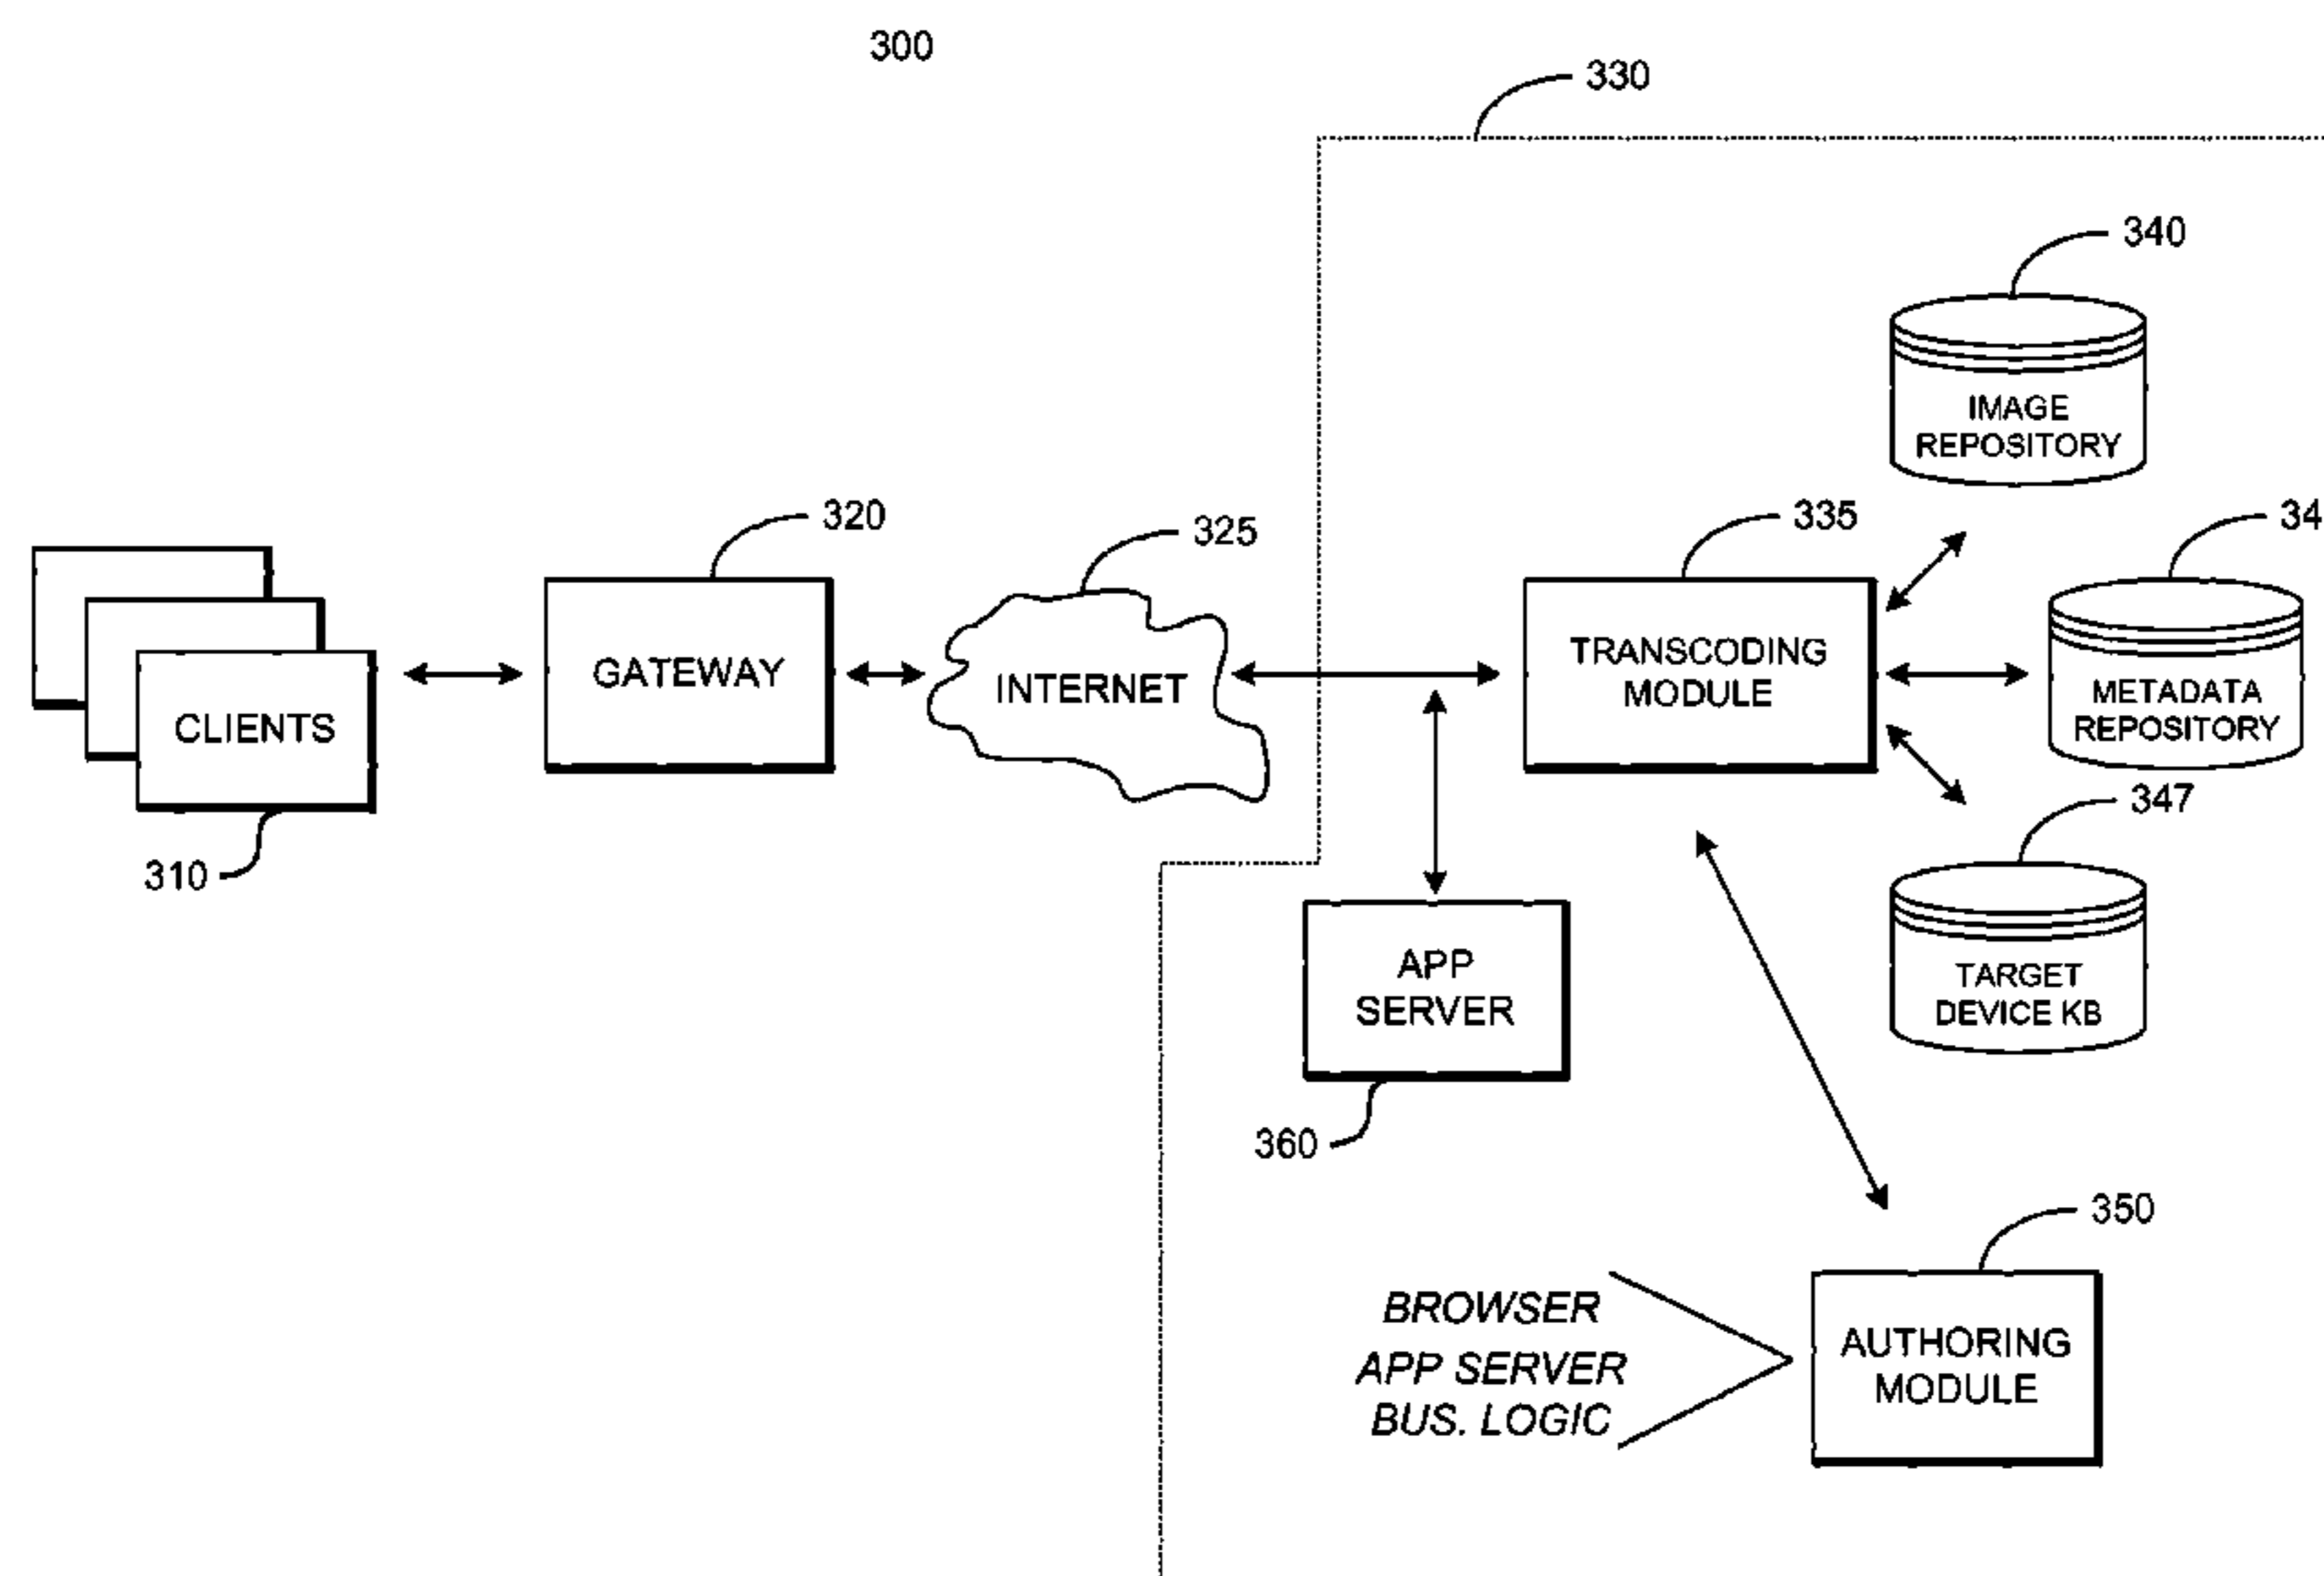 300
330
340
IMAGE
REPOSITORY
320
325
335
34
CLIENTS
GATEWAY
INTERNET
TRANSCODING
MODULE
METADATA
REPOSITORY
310
347
APP
SERVER
TARGET
DEVICE KB
360
350
BROWSER
APP SERVER
BUS. LOGIC
AUTHORING
MODULE